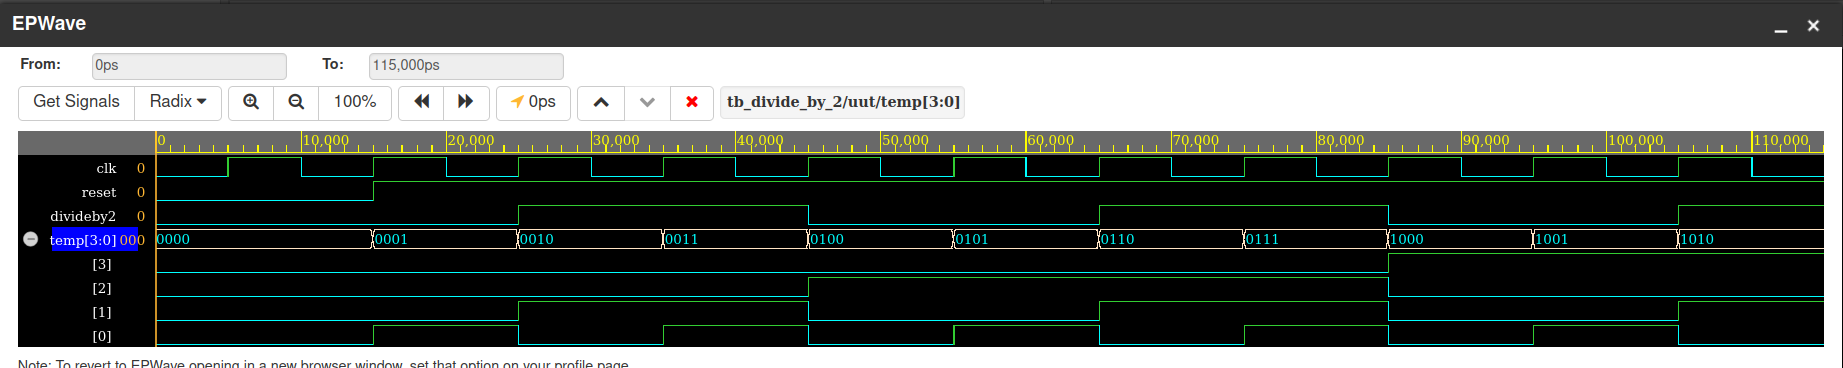 EPWave
From: 0ps To: 115,000ps
Get Signals Radix 100% 0ps tb_divide_by_2/uut/temp[3:0]
0 10,000 20,000 30,000 40,000 50,000 60,000 70,000 80,000 90,000 100,000 110,000
clk 0
reset 0
divideby2 0
temp[3:0] 000 0000 0001 0010 0011 0100 0101 0110 0111 1000 1001 1010
[3]
[2]
[1]
[0]
Note: To revert to EPWave opening in a new browser window, set that option on your profile page.